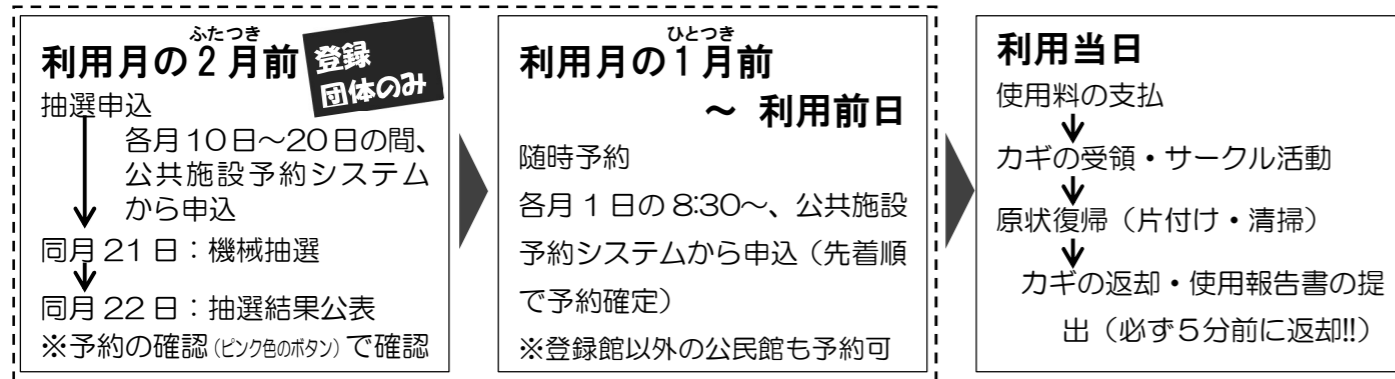 ふたつき
利用月の2月前
登録
団体のみ
抽選申込
各月10日~20日の間、
公共施設予約システム
から申込
同月21日:機械抽選
同月22日:抽選結果公表
※予約の確認(ピンク色のボタン)で確認
ひとつき
利用月の1月前
~ 利用前日
随時予約
各月1日の8:30~、公共施設
予約システムから申込(先着順
で予約確定)
※登録館以外の公民館も予約可
利用当日
使用料の支払
カギの受領・サークル活動
原状復帰(片付け・清掃)
カギの返却・使用報告書の提
出(必ず5分前に返却!!)